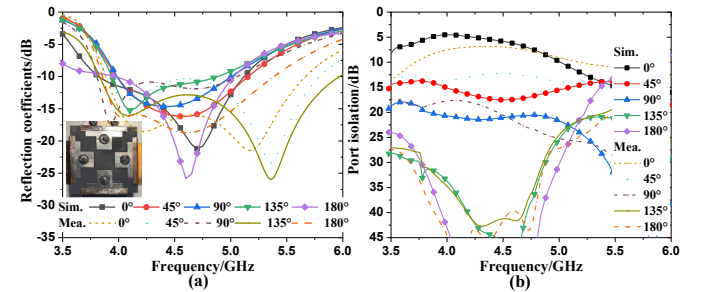 (a)
(b)
Reflection coefficients/dB
0
-5
-10
-15
-20
-25
-30
-35
Sim. 0° 45° 90° 135° 180°
Mea. 0° 45° 90° 135° 180°
3.5 4.0 4.5 5.0 5.5 6.0
Frequency/GHz
(a)
Port isolation/dB
0
5
10
15
20
25
30
35
40
45
Sim.
0°
45°
90°
135°
180°
Mea.
0°
45°
90°
135°
180°
3.5 4.0 4.5 5.0 5.5 6.0
Frequency/GHz
(b)